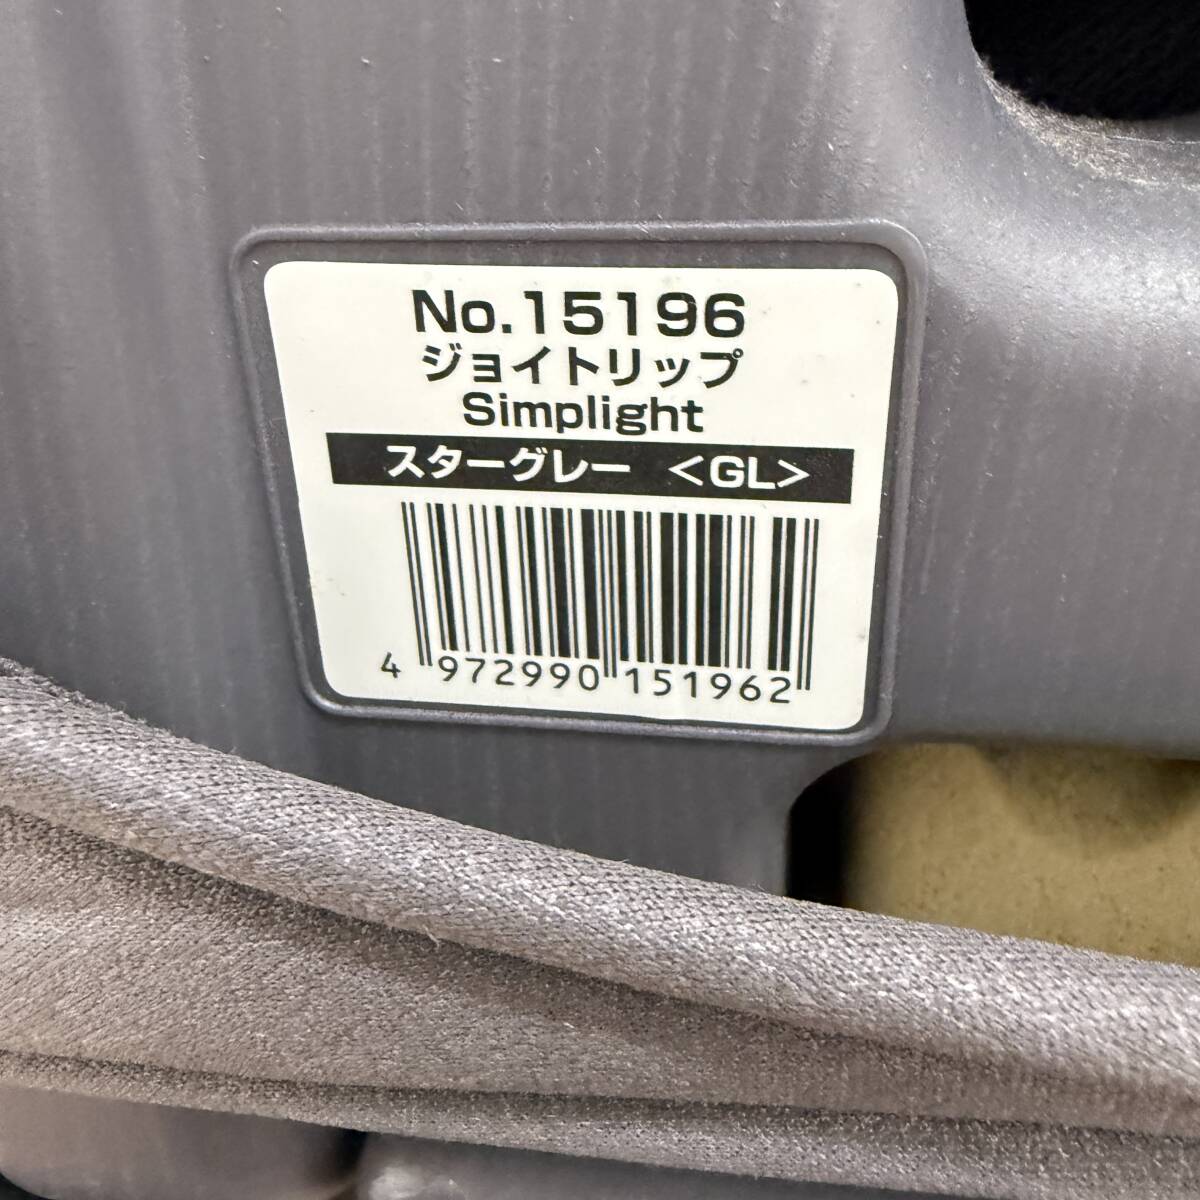 No.15196
ジョイトリップ
Simplight
スターグレー <GL>
4 972990 151962